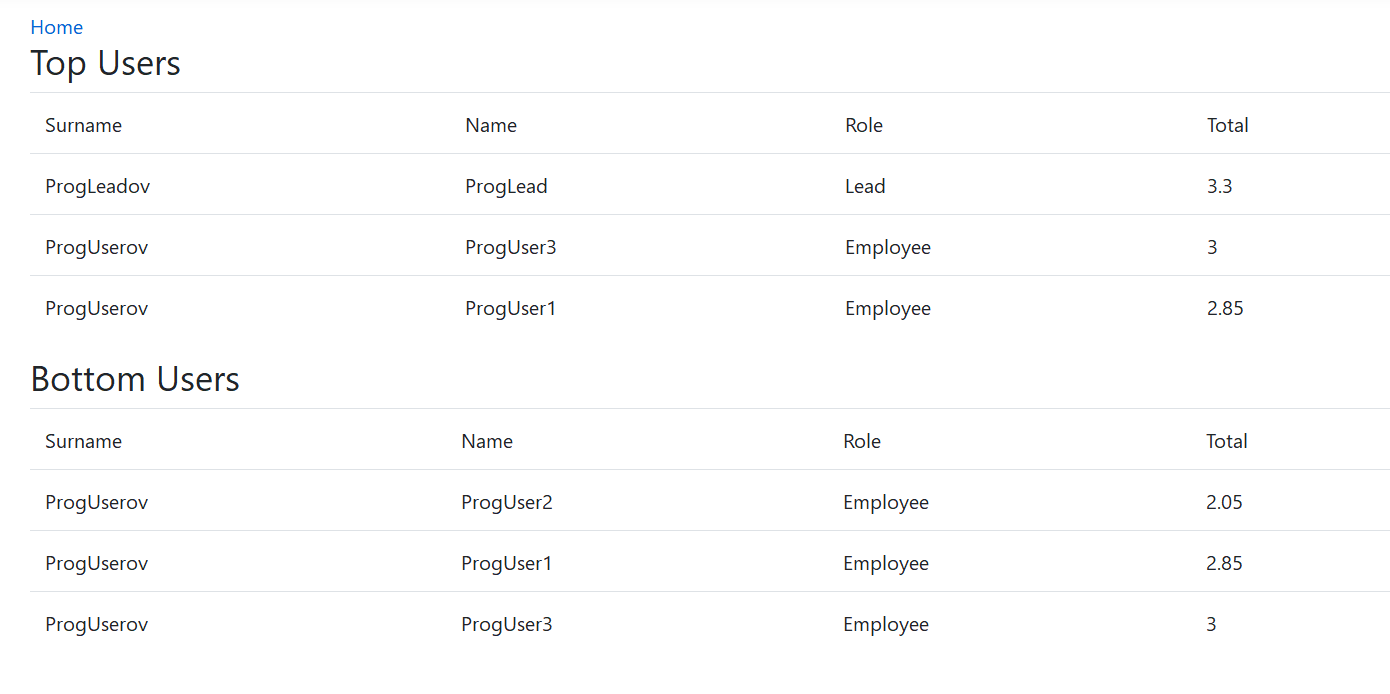 Home
Top Users
Surname Name Role Total
ProgLeadov ProgLead Lead 3.3
ProgUserov ProgUser3 Employee 3
ProgUserov ProgUser1 Employee 2.85
Bottom Users
Surname Name Role Total
ProgUserov ProgUser2 Employee 2.05
ProgUserov ProgUser1 Employee 2.85
ProgUserov ProgUser3 Employee 3